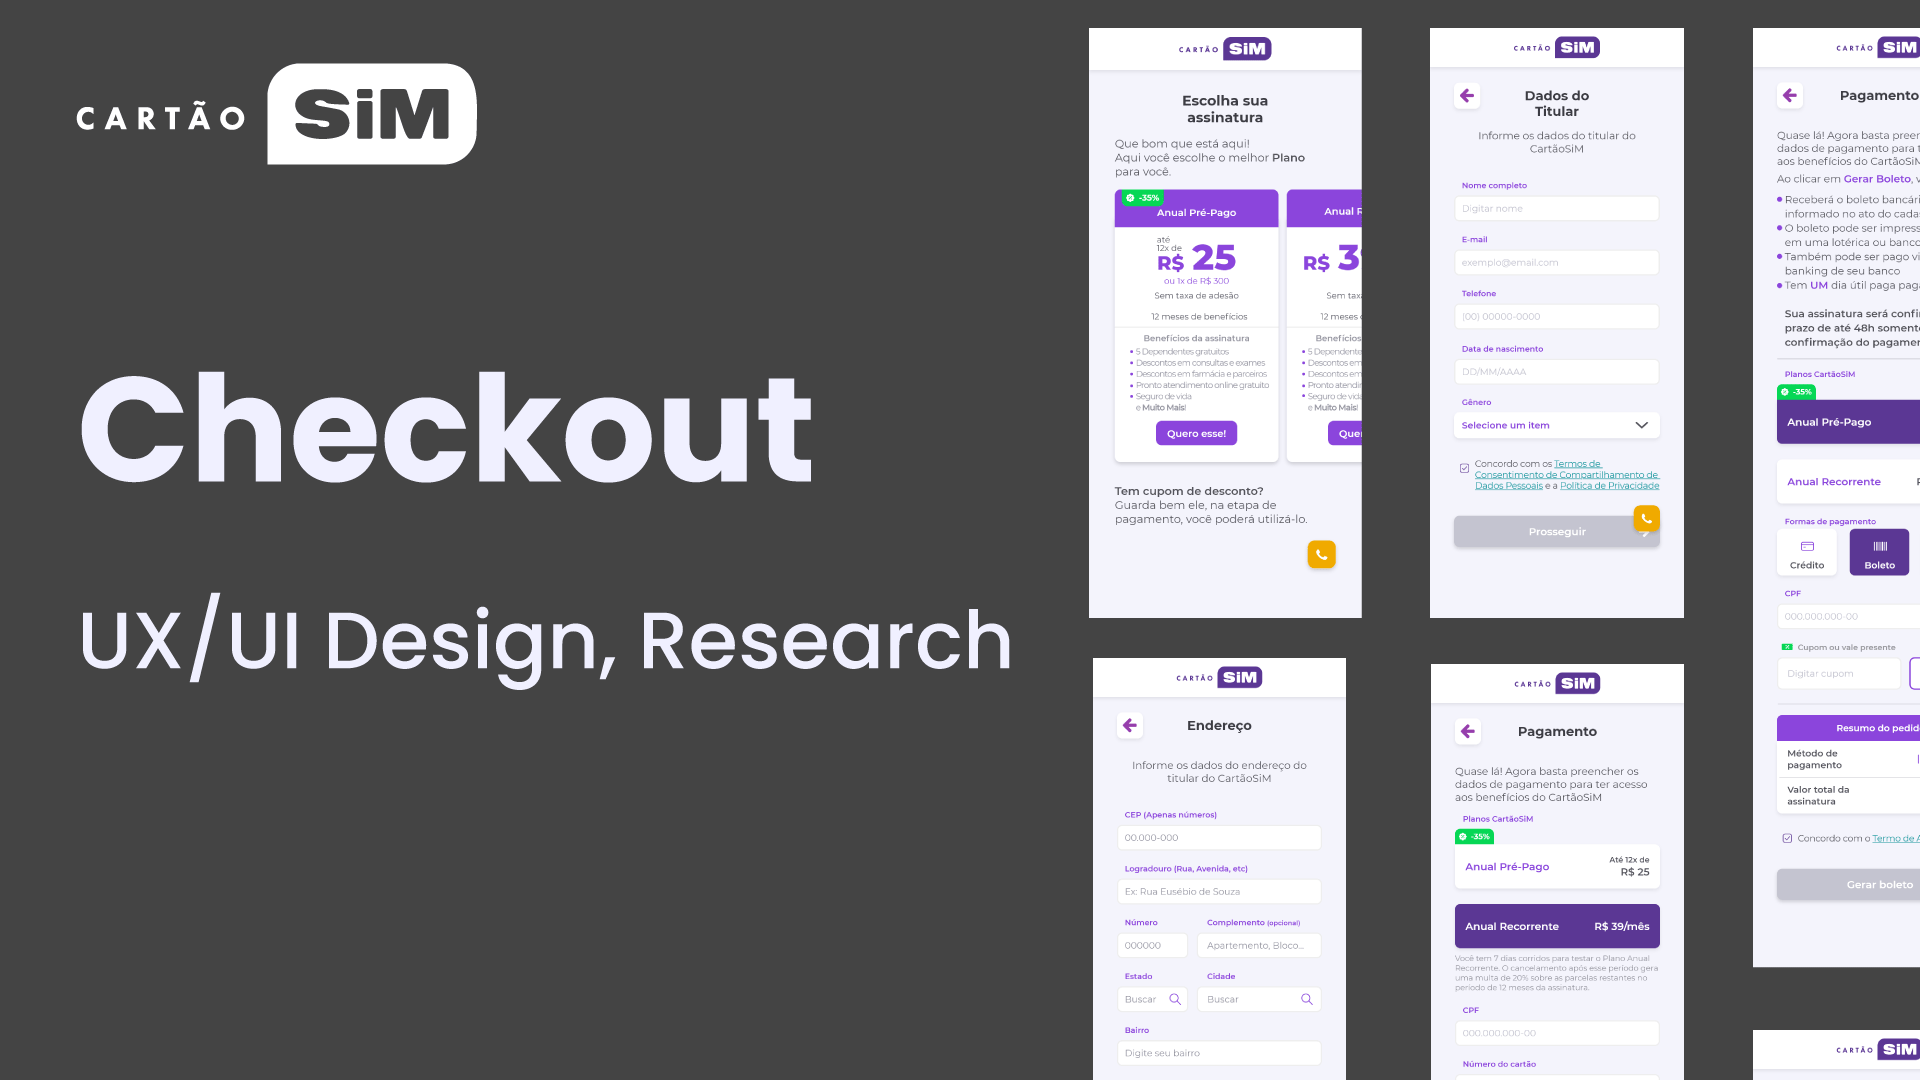 CARTÃO SiM
Checkout
UX/UI Design, Research
CARTÃO SiM
Escolha sua
assinatura
Que bom que está aqui!
Aqui você escolhe o melhor Plano
para você.
-35%
Anual Pré-Pago
até
12x de
R$ 25
ou 1x de R$ 300
Sem taxa de adesão
12 meses de benefícios
Benefícios da assinatura
5 Dependentes gratuitos
Descontos em consultas e exames
Descontos em farmácia e parceiros
Pronto atendimento online gratuito
Seguro de vida
e Muito Mais!
Quero esse!
Anual
R$ 3
Sem
12 meses
Benefícios
5 Dependente
Descontos em
Descontos em
Pronto
Seguro de vida
e Muito Mais!
Tem cupom de desconto?
Guarda bem ele, na etapa de
pagamento, você poderá utilizá-lo.
CARTÃO SiM
Dados do
Titular
Informe os dados do titular do
CartãoSiM
Nome completo
Digitar nome
E-mail
exemplo@email.com
Telefone
(00) 00000-0000
Data de nascimento
DD/MM/AAAA
Gênero
Selecione um item
Concordo com os Termos de
Consentimento de Compartilhamento de
Dados Pessoais e a Política de Privacidade
Prosseguir
CARTÃO SiM
Pagamento
Quase lá! Agora basta
dados de pagamento para
aos benefícios do CartãoSiM
Ao clicar em Gerar Boleto,
Receberá o boleto
informado no ato do
O boleto pode ser
em uma lotérica ou banco
Também pode ser pago
banking de seu banco
Tem UM dia útil paga
Sua assinatura será
prazo de até 48h
confirmação do
Planos CartãoSiM
-35%
Anual Pré-Pago
Anual Recorrente
Formas de pagamento
Crédito
Boleto
CPF
000.000.000-00
Cupom ou vale presente
Digitar cupom
Resumo do
Método de
pagamento
Valor total da
assinatura
Concordo com o Termo de
Gerar boleto
CARTÃO SiM
Endereço
Informe os dados do endereço do
titular do CartãoSiM
CEP (Apenas números)
00.000-000
Logradouro (Rua, Avenida, etc)
Ex: Rua Eusébio de Souza
Número
Complemento (opcional)
000000
Apartemento, Bloco...
Estado
Cidade
Buscar
Buscar
Bairro
Digite seu bairro
CARTÃO SiM
Pagamento
Quase lá! Agora basta preencher os
dados de pagamento para ter acesso
aos benefícios do CartãoSiM
Planos CartãoSiM
-35%
Anual Pré-Pago
Até 12x de
R$ 25
Anual Recorrente R$ 39/mês
Você tem 7 dias corridos para testar o Plano Anual
Recorrente. O cancelamento após esse período gera
uma multa de 20% sobre as parcelas restantes no
período de 12 meses da assinatura.
CPF
000.000.000-00
Número do cartão
CARTÃO SiM